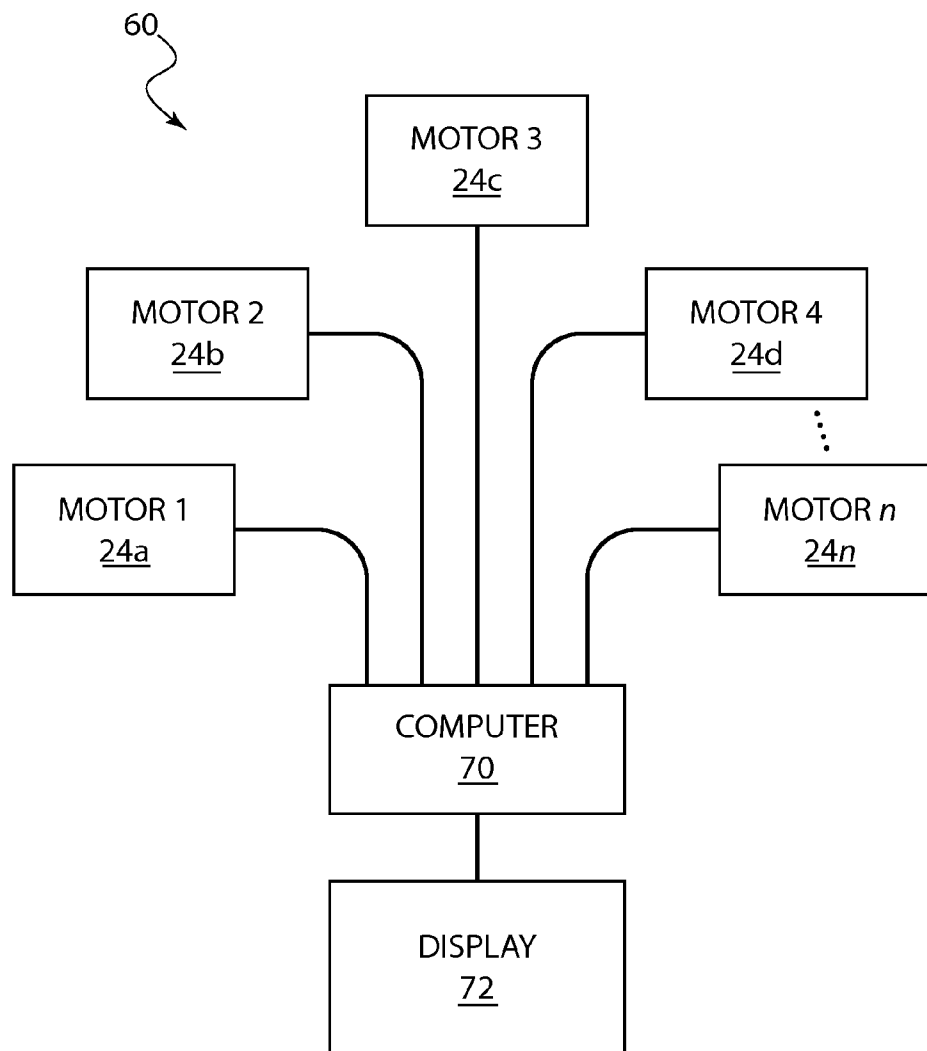 60
MOTOR 3
24c
MOTOR 2
24b
MOTOR 4
24d
MOTOR 1
24a
MOTOR n
24n
COMPUTER
70
DISPLAY
72